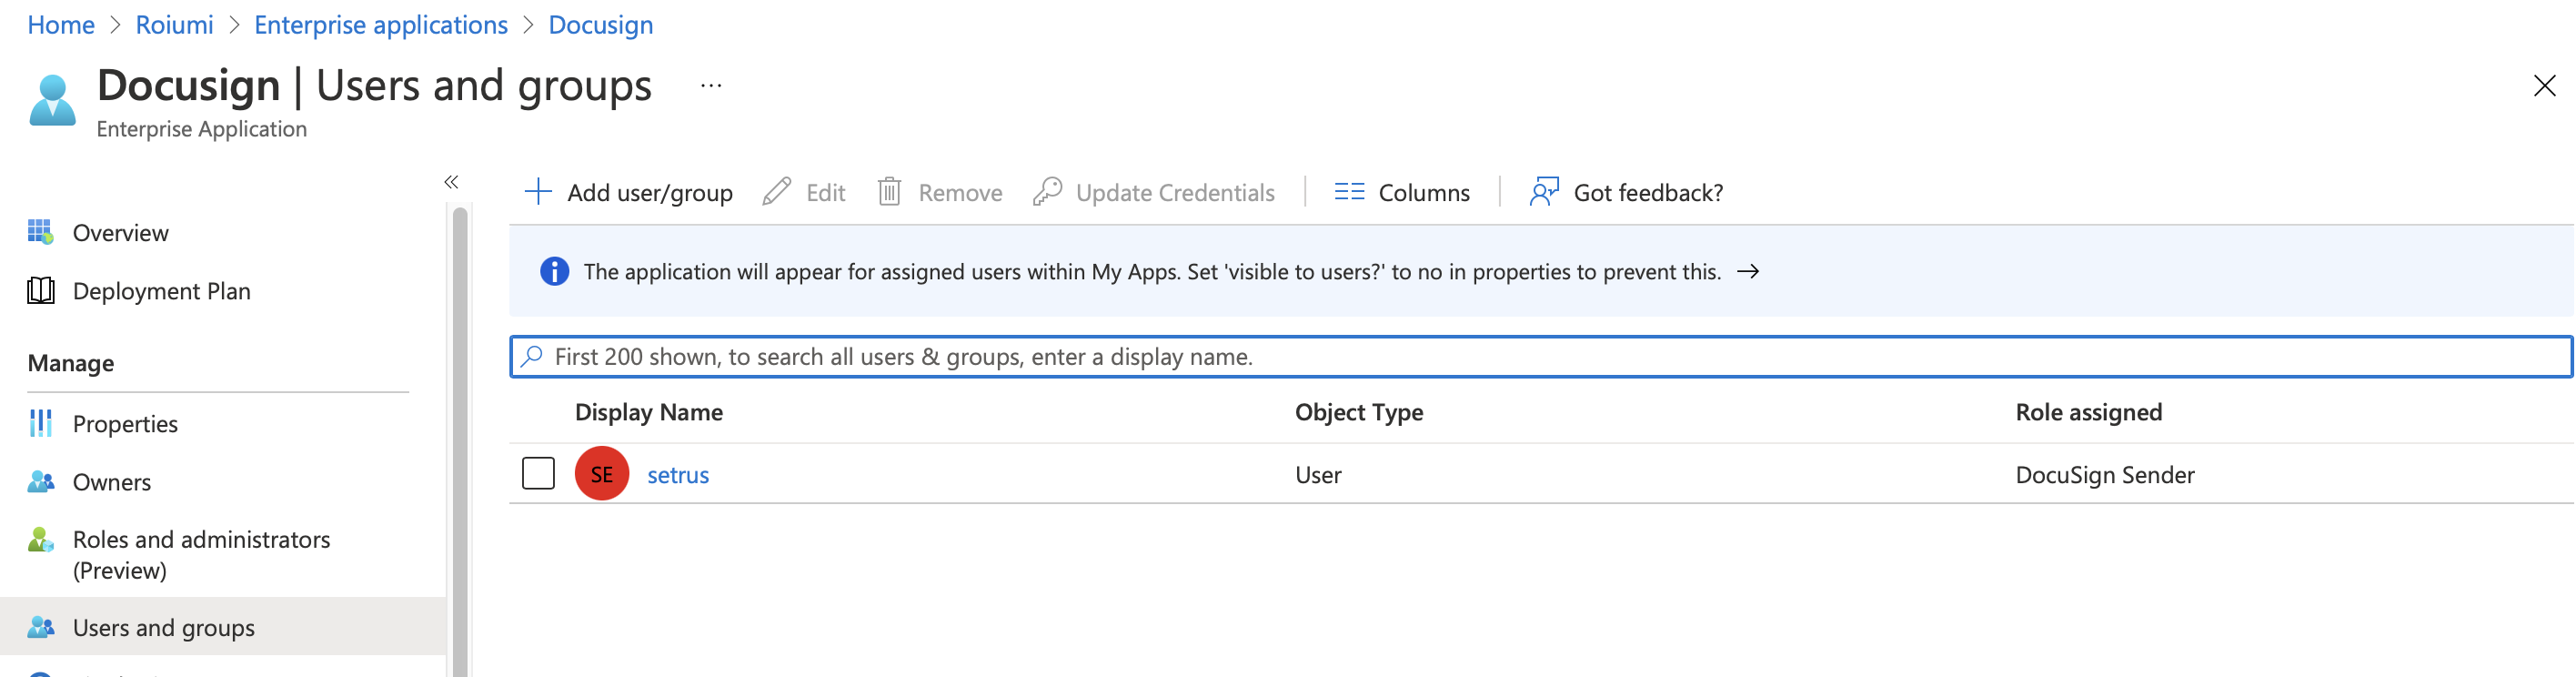 Home > Roiumi > Enterprise applications > Docusign
Docusign | Users and groups ...
Enterprise Application
«
Overview
Deployment Plan
Manage
Properties
Owners
Roles and administrators
(Preview)
Users and groups
Add user/group Edit Remove Update Credentials Columns Got feedback?
The application will appear for assigned users within My Apps. Set 'visible to users?' to no in properties to prevent this. →
First 200 shown, to search all users & groups, enter a display name.
Display Name Object Type Role assigned
SE setrus User DocuSign Sender